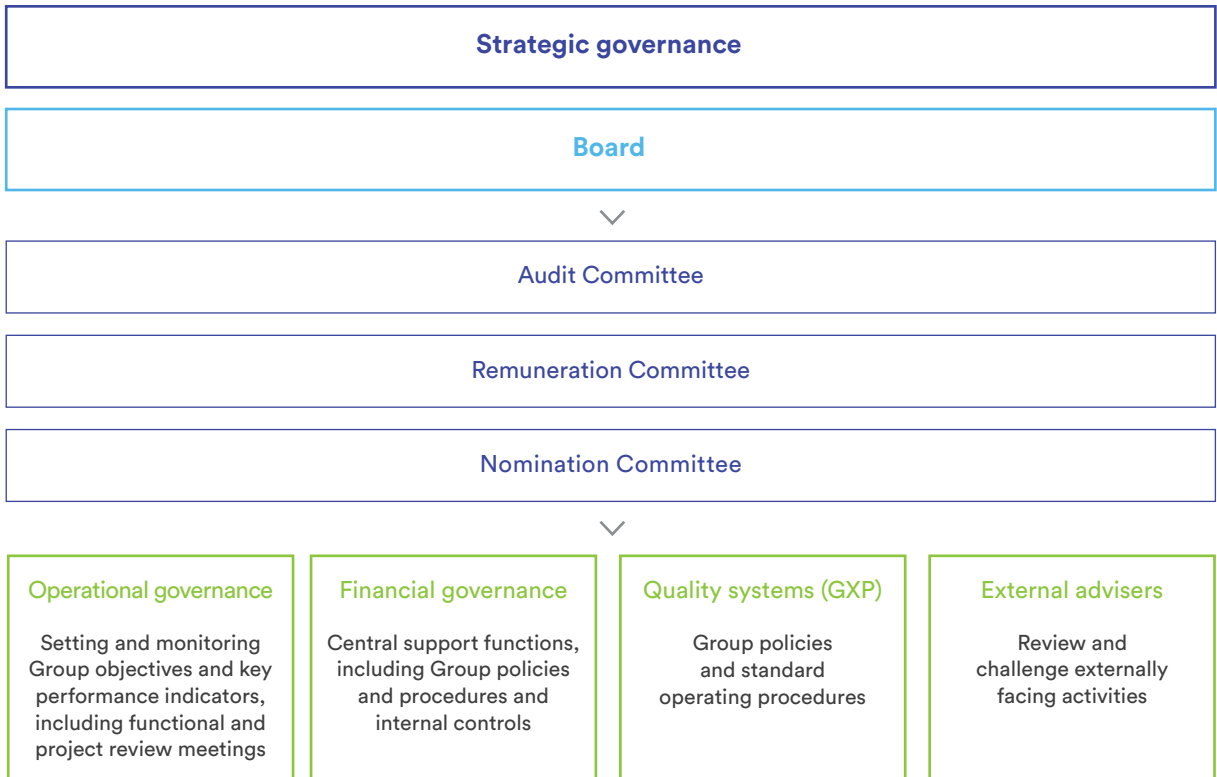 Strategic governance
Board
Audit Committee
Remuneration Committee
Nomination Committee
Operational governance
Setting and monitoring
Group objectives and key
performance indicators,
including functional and
project review meetings
Financial governance
Central support functions,
including Group policies
and procedures and
internal controls
Quality systems (GXP)
Group policies
and standard
operating procedures
External advisers
Review and
challenge externally
facing activities